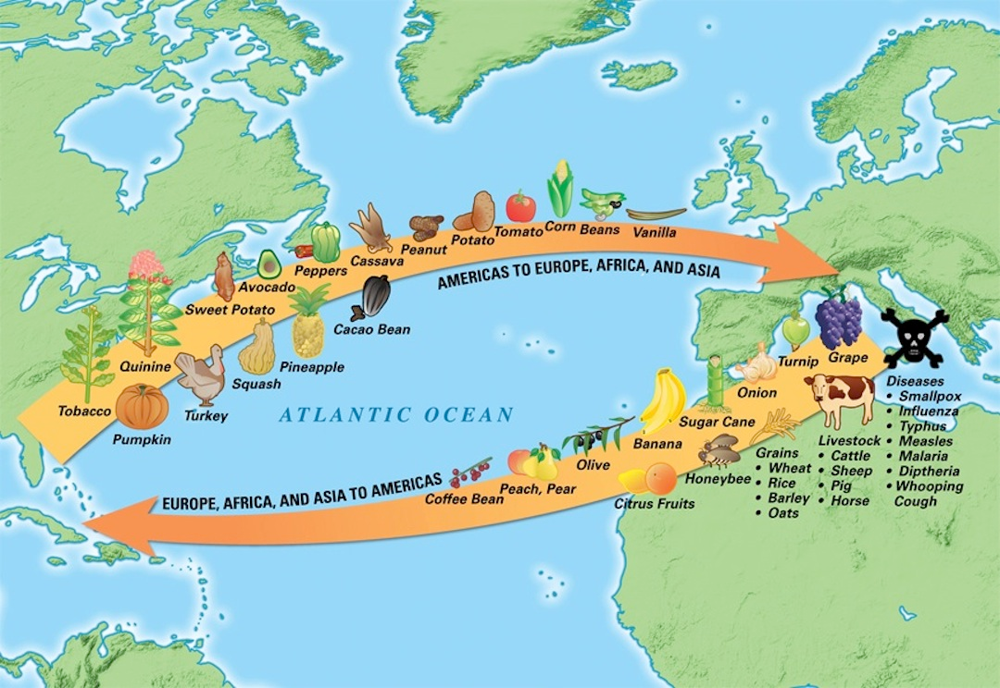 Vanilla
Beans
Corn
Tomato
Potato
Peanut
Cassava
Peppers
Avocado
Sweet Potato
Quinine
Tobacco
Pumpkin
Turkey
Squash
Pineapple
Cacao Bean
AMERICAS TO EUROPE, AFRICA, AND ASIA
ATLANTIC OCEAN
EUROPE, AFRICA, AND ASIA TO AMERICAS
Coffee Bean
Peach, Pear
Olive
Citrus Fruits
Banana
Sugar Cane
Honeybee
Onion
Turnip
Grape
Grains
• Wheat
• Rice
• Barley
• Oats
Livestock
• Cattle
• Sheep
• Pig
• Horse
Diseases
• Smallpox
• Influenza
• Typhus
• Measles
• Malaria
• Diptheria
• Whooping
Cough